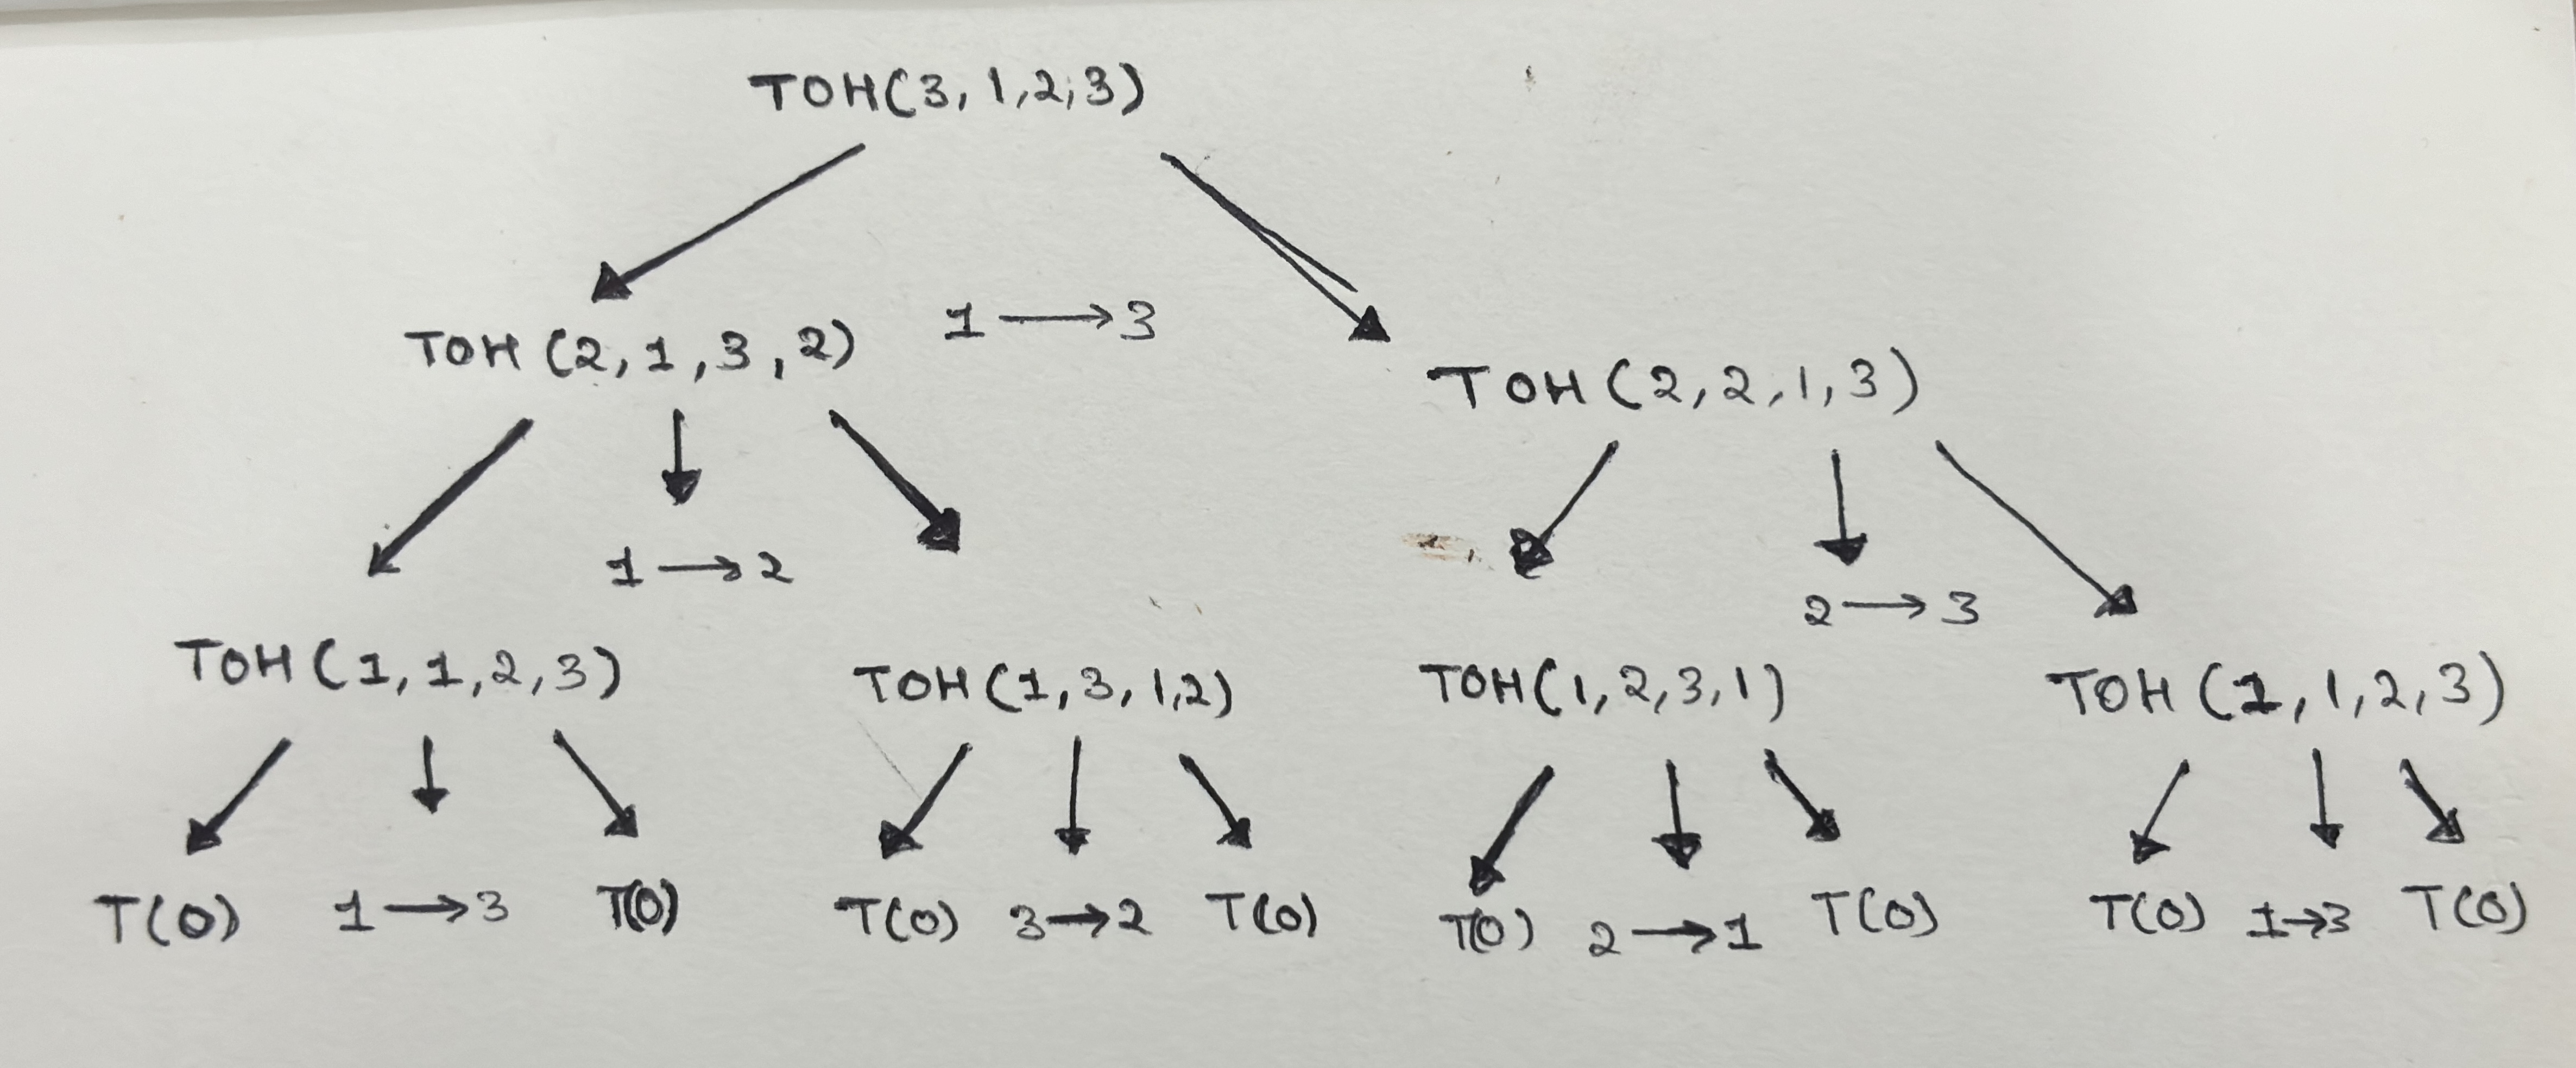 TOH(3,1,2,3)
TOH(2,1,3,2) 1→3
TOH(2,2,1,3)
1→2
2→3
TOH(1,1,2,3) TOH(1,3,1,2) TOH(1,2,3,1) TOH(1,1,2,3)
T(0) 1→3 T(0) T(0) 3→2 T(0) T(0) 2→1 T(0) T(0) 1→3 T(0)